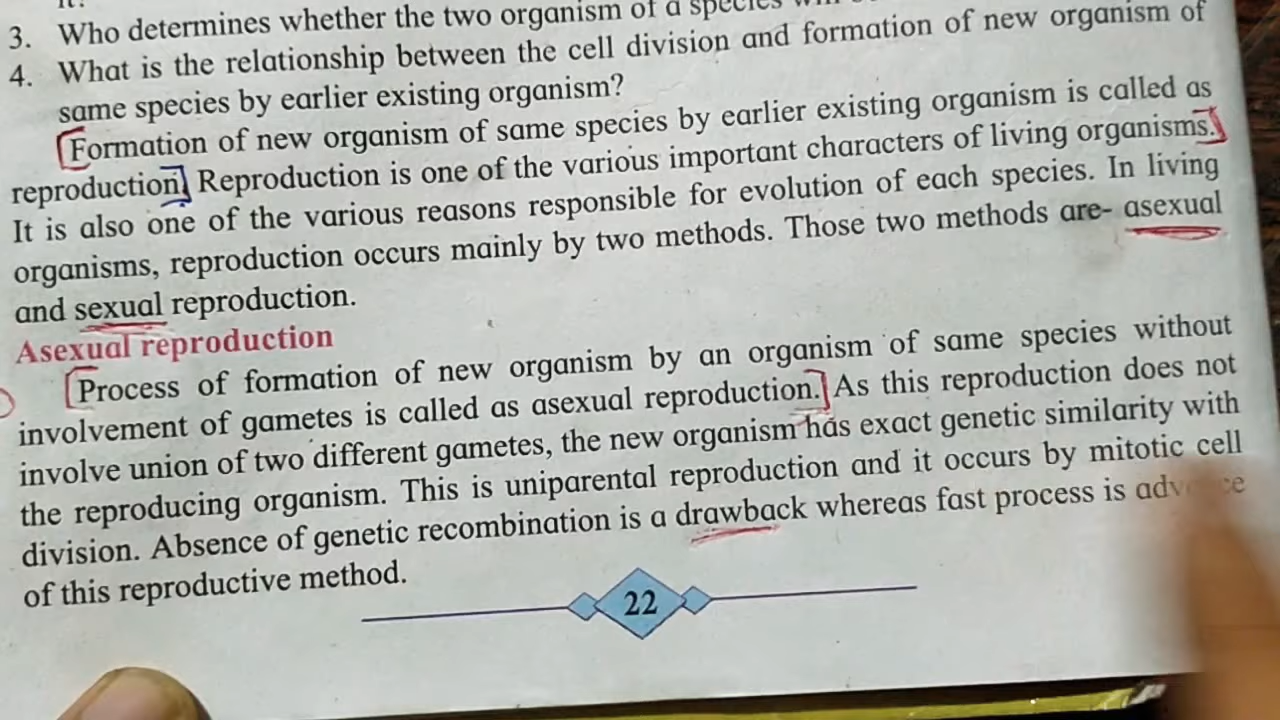 it?
3. Who determines whether the two organism of a species
4. What is the relationship between the cell division and formation of new organism of
same species by earlier existing organism?
Formation of new organism of same species by earlier existing organism is called as
reproduction. Reproduction is one of the various important characters of living organisms.
It is also one of the various reasons responsible for evolution of each species. In living
organisms, reproduction occurs mainly by two methods. Those two methods are- asexual
and sexual reproduction.
Asexual reproduction
Process of formation of new organism by an organism of same species without
involvement of gametes is called as asexual reproduction. As this reproduction does not
involve union of two different gametes, the new organism has exact genetic similarity with
the reproducing organism. This is uniparental reproduction and it occurs by mitotic cell
division. Absence of genetic recombination is a drawback whereas fast process is
of this reproductive method.
22